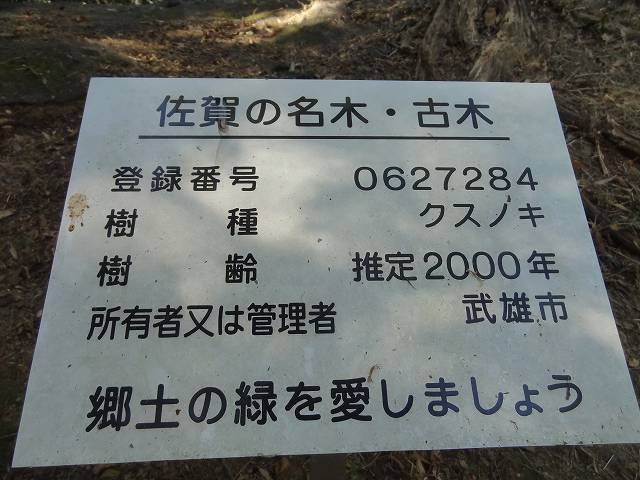 佐賀の名木・古木
登録番号 0627284
樹種 クスノキ
樹齢 推定2000年
所有者又は管理者 武雄市
郷土の緑を愛しましょう